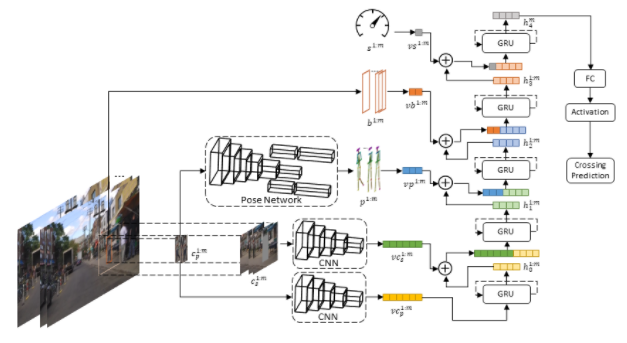 s^{1:m}
vs^{1:m}
h_4^m
GRU
h_3^{1:m}
FC
b^{1:m}
vb^{1:m}
GRU
Activation
h_2^{1:m}
Pose Network
p^{1:m}
vp^{1:m}
GRU
Crossing
Prediction
h_1^{1:m}
...
c_p^{1:m}
c_s^{1:m}
CNN
vc_s^{1:m}
GRU
h_0^{1:m}
CNN
vc_p^{1:m}
GRU